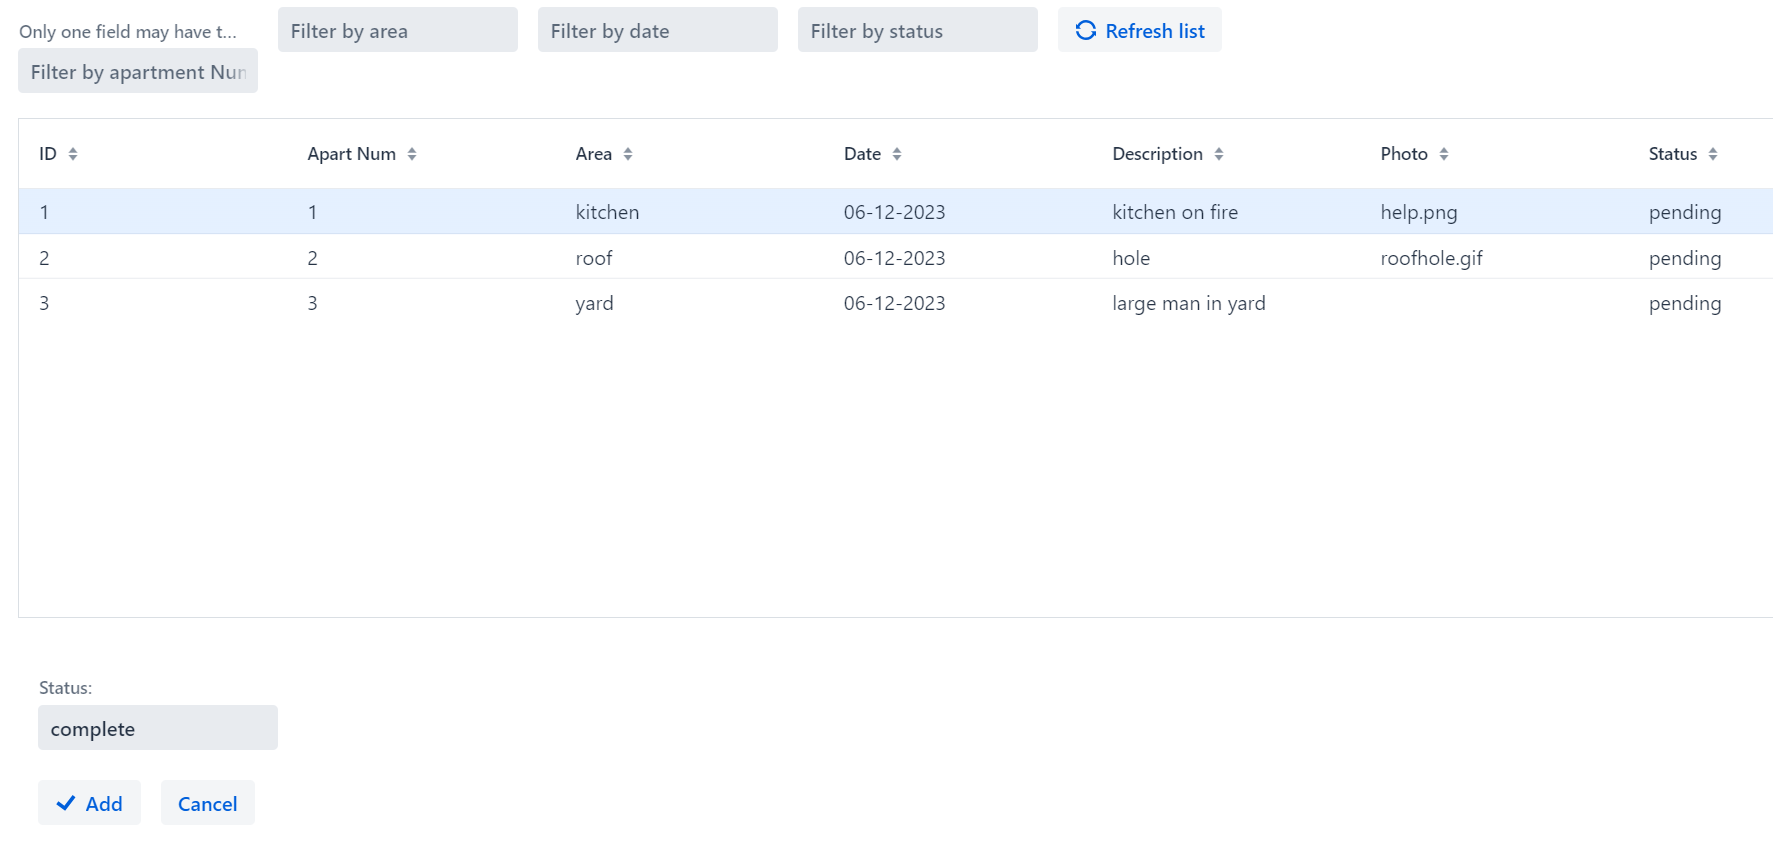 Only one field may have t...
Filter by apartment Nun
Filter by area
Filter by date
Filter by status
Refresh list
ID Apart Num Area Date Description Photo Status
1 1 kitchen 06-12-2023 kitchen on fire help.png pending
2 2 roof 06-12-2023 hole roofhole.gif pending
3 3 yard 06-12-2023 large man in yard pending
Status:
complete
Add Cancel